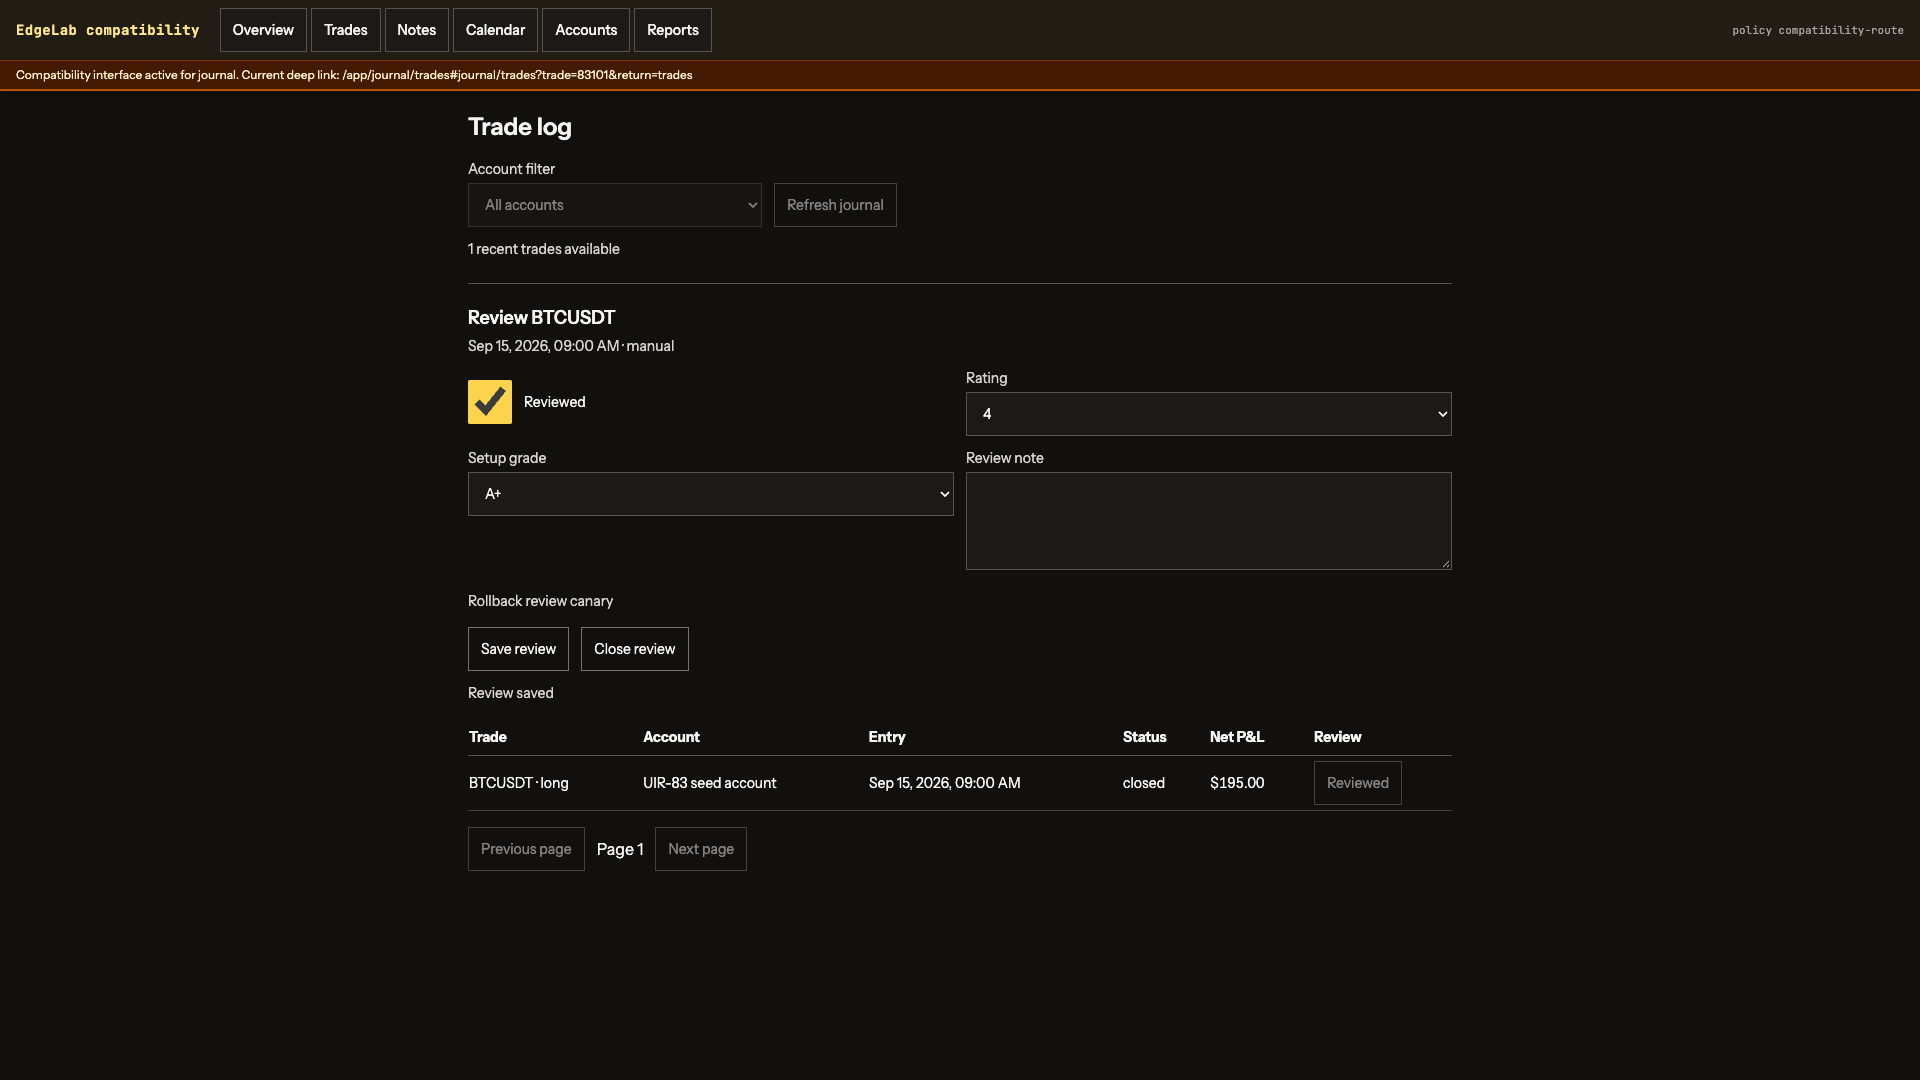 EdgeLab compatibility
Overview
Trades
Notes
Calendar
Accounts
Reports
policy compatibility-route
Compatibility interface active for journal. Current deep link: /app/journal/trades#journal/trades?trade=83101&return=trades
Trade log
Account filter
All accounts
Refresh journal
1 recent trades available
Review BTCUSDT
Sep 15, 2026, 09:00 AM · manual
Reviewed
Rating
4
Setup grade
A+
Review note
Rollback review canary
Save review
Close review
Review saved
Trade Account Entry Status Net P&L Review
BTCUSDT · long UIR-83 seed account Sep 15, 2026, 09:00 AM closed $195.00 Reviewed
Previous page
Page 1
Next page